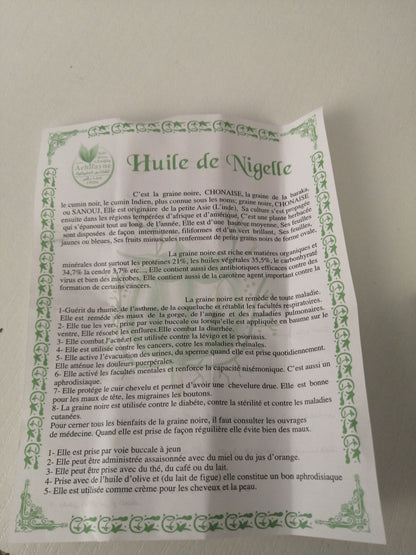 Achifayne
Huile de Nigelle
C'est la graine noire, CHONAISE, la graine de la baraka,
le cumin noir, le cumin Indien, plus connue sous les noms; graine noire, CHONAISE
ou SANOUJ, Elle est originaire de la petite Asie (L'inde), Sa culture s'est propagée
ensuite dans les régions tempérées d'afrique et d'amérique, C'est une plante herbacée
qui s'épanouit tout au long, de l'année. Elle est d'une hauteur moyenne, Ses feuilles
sont disposées de façon intermittente, filiformes et d'un vert brillant, Ses feuilles,
jaunes ou bleues, Ses fruits minuscules renferment de petits grains noirs de forme ovale,
La graine noire est riche en matières organiques et
minérales dont surtout les protéines 21%, les huiles végétales 35,5%, le carbonhydraté
34,7% la cendre 3,7% etc..., Elle contient aussi des antibiotiques efficaces contre des
virus et bien des microbes, Elle contient aussi de la carotène agent important contre la
formation de certains cancers.
La graine noire est remède de toute maladie.
1-Guérir du rhume, de l'asthme, de la coqueluche et rétablit les facultés respiratoires,
Elle est remède des maux de la gorge, de l'angine et des maladies pulmonaires.
2- Elle tue les vers, prise par voie buccale ou lorsqu'elle est appliquée en baume sur le
ventre, Elle résorbe les enflures Elle combat la diarrhée.
3- Elle combat l'acné et est utilisée contre la vétigo et le psoriasis.
4- Elle est utilisée contre les cancers, cotre les maladies rhéinales.
5- Elle active l'évacuation des urines, du sperme quand elle est prise quotidiennement.
Elle atténue les douleurs puerpérales.
6- Elle active les facultés mentales et renforce la capacité nisémonique. C'est aussi un
aphrodisiaque.
7- Elle protège le cuir chevelu et permet d'avoir une chevelure drue. Elle est bonne
pour les maux de tête, les migraines les boutons.
8- La graine noire est utilisée contre le diabète, contre la stérilité et contre les maladies
cutanées.
Pour cerner tous les bienfaits de la graine noire, il faut consulter les ouvrages
de médecine. Quand elle est prise de façon régulière elle évite bien des maux.
1- Elle est prise par voie buccale à jeun
2- Elle peut être administrée assaisonnée avec du miel ou du jus d'orange.
3- Elle peut être prise avec du thé, du café ou du lait.
4- Prise avec de l'huile d'olive et (du lait de figue) elle constitue un bon aphrodisiaque
5- Elle est utilisée comme crème pour les cheveux et la peau.